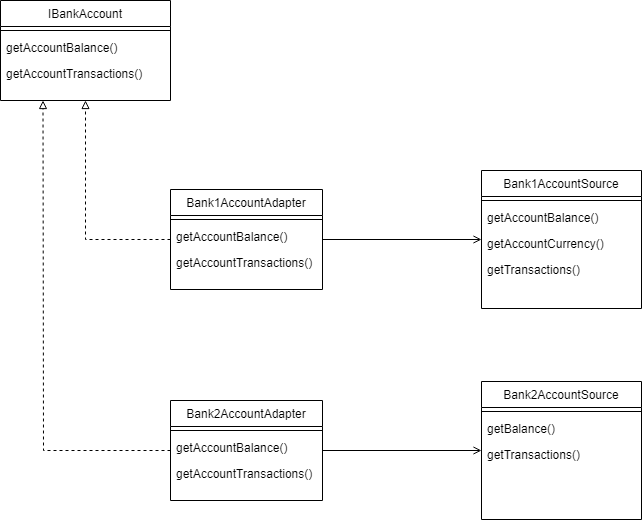 IBankAccount
getAccountBalance()
getAccountTransactions()
Bank1AccountAdapter
getAccountBalance()
getAccountTransactions()
Bank1AccountSource
getAccountBalance()
getAccountCurrency()
getTransactions()
Bank2AccountAdapter
getAccountBalance()
getAccountTransactions()
Bank2AccountSource
getBalance()
getTransactions()